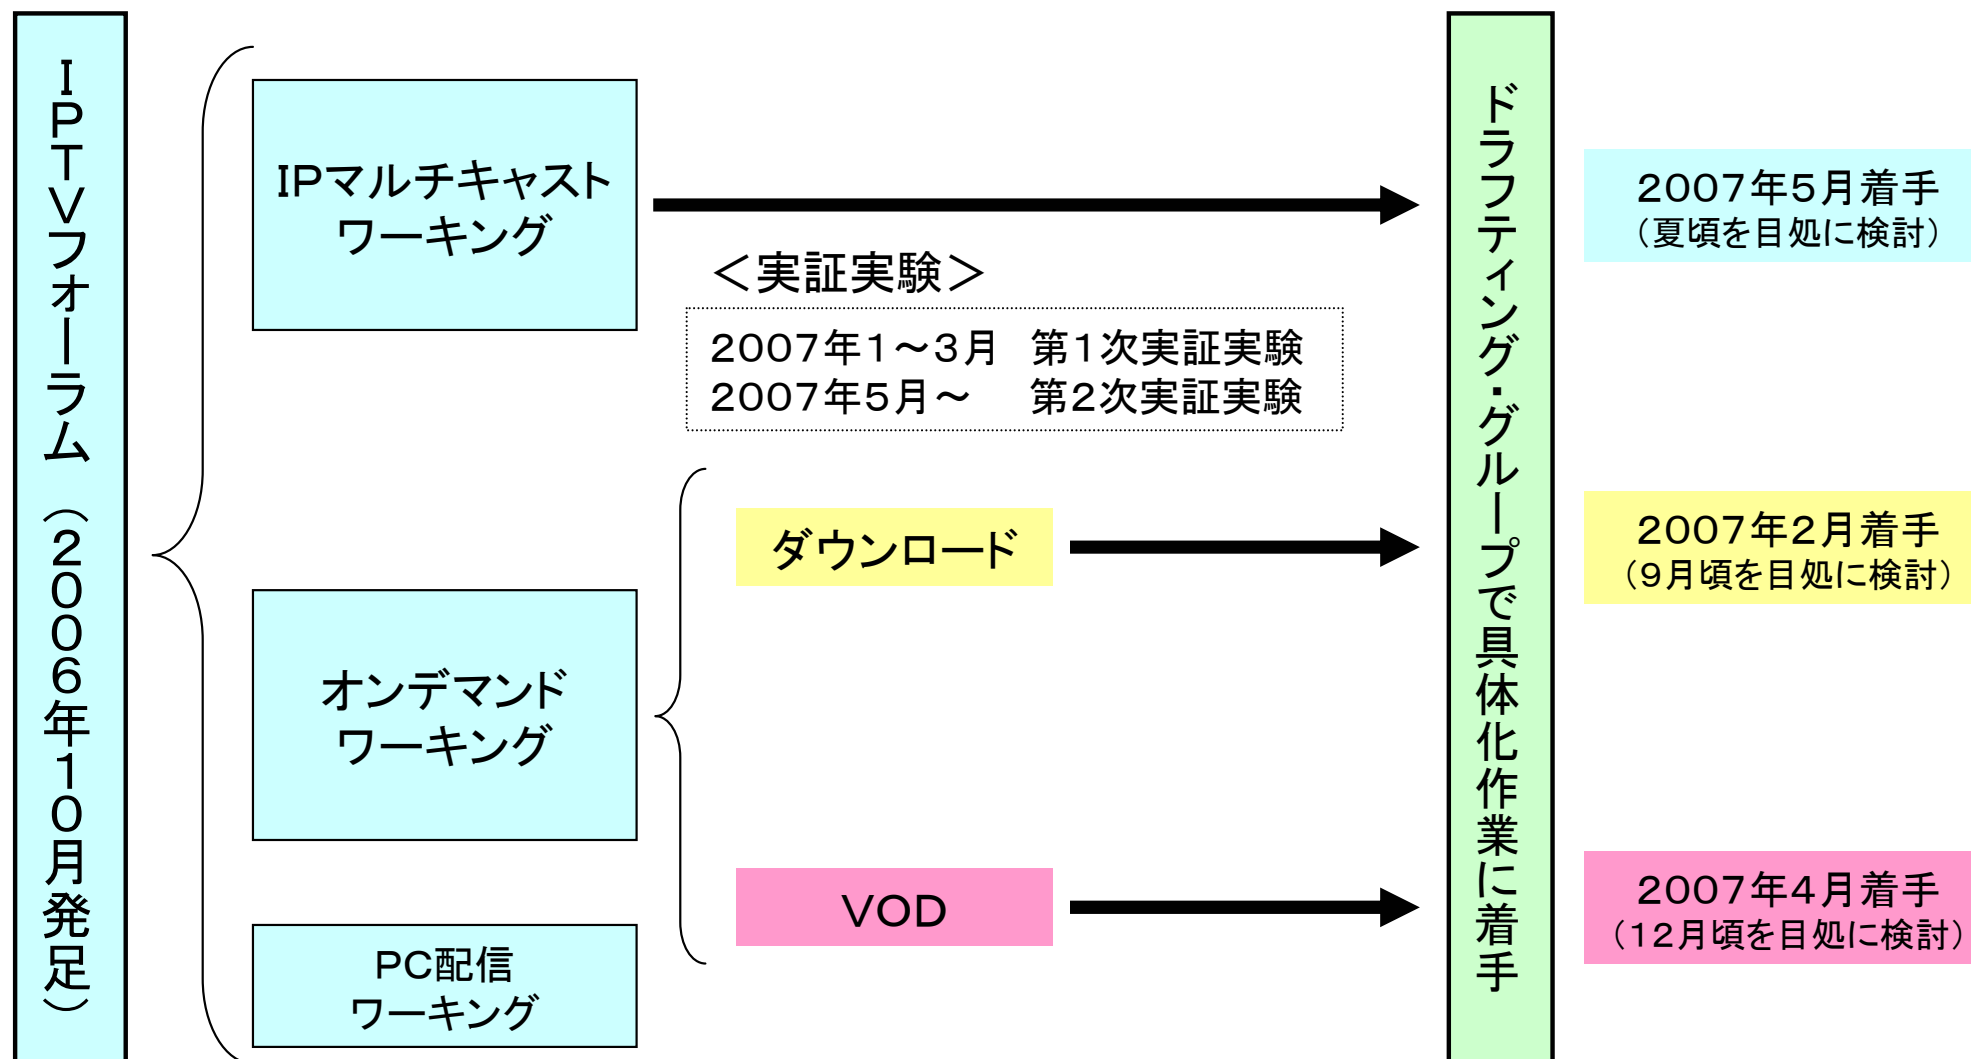 IPTVフォーラム（2006年10月発足）
IPマルチキャスト
ワーキング
＜実証実験＞
2007年1～3月　第1次実証実験
2007年5月～　第2次実証実験
オンデマンド
ワーキング
ダウンロード
VOD
PC配信
ワーキング
ドラフティング・グループで具体化作業に着手
2007年5月着手
（夏頃を目処に検討）
2007年2月着手
（9月頃を目処に検討）
2007年4月着手
（12月頃を目処に検討）